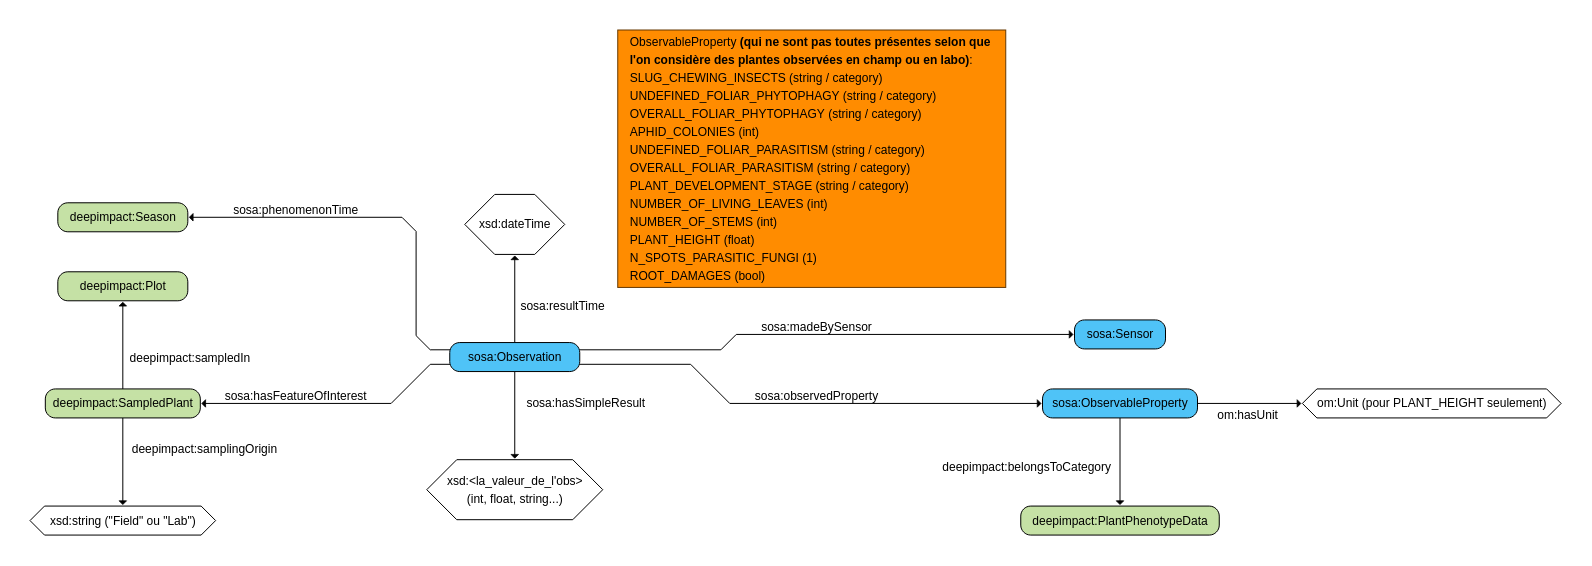 ObservableProperty (qui ne sont pas toutes présentes selon que
l'on considère des plantes observées en champ ou en labo):
SLUG_CHEWING_INSECTS (string / category)
UNDEFINED_FOLIAR_PHYTOPHAGY (string / category)
OVERALL_FOLIAR_PHYTOPHAGY (string / category)
APHID_COLONIES (int)
UNDEFINED_FOLIAR_PARASITISM (string / category)
OVERALL_FOLIAR_PARASITISM (string / category)
PLANT_DEVELOPMENT_STAGE (string / category)
NUMBER_OF_LIVING_LEAVES (int)
NUMBER_OF_STEMS (int)
PLANT_HEIGHT (float)
N_SPOTS_PARASITIC_FUNGI (1)
ROOT_DAMAGES (bool)
deepimpact:Season
sosa:phenomenonTime
xsd:dateTime
deepimpact:Plot
sosa:resultTime
sosa:madeBySensor
sosa:Sensor
deepimpact:sampledIn
sosa:Observation
deepimpact:SampledPlant
sosa:hasFeatureOfInterest
sosa:hasSimpleResult
sosa:observedProperty
sosa:ObservableProperty
om:hasUnit
om:Unit (pour PLANT_HEIGHT seulement)
deepimpact:samplingOrigin
deepimpact:belongsToCategory
xsd:<la_valeur_de_l'obs>
(int, float, string...)
xsd:string ("Field" ou "Lab")
deepimpact:PlantPhenotypeData